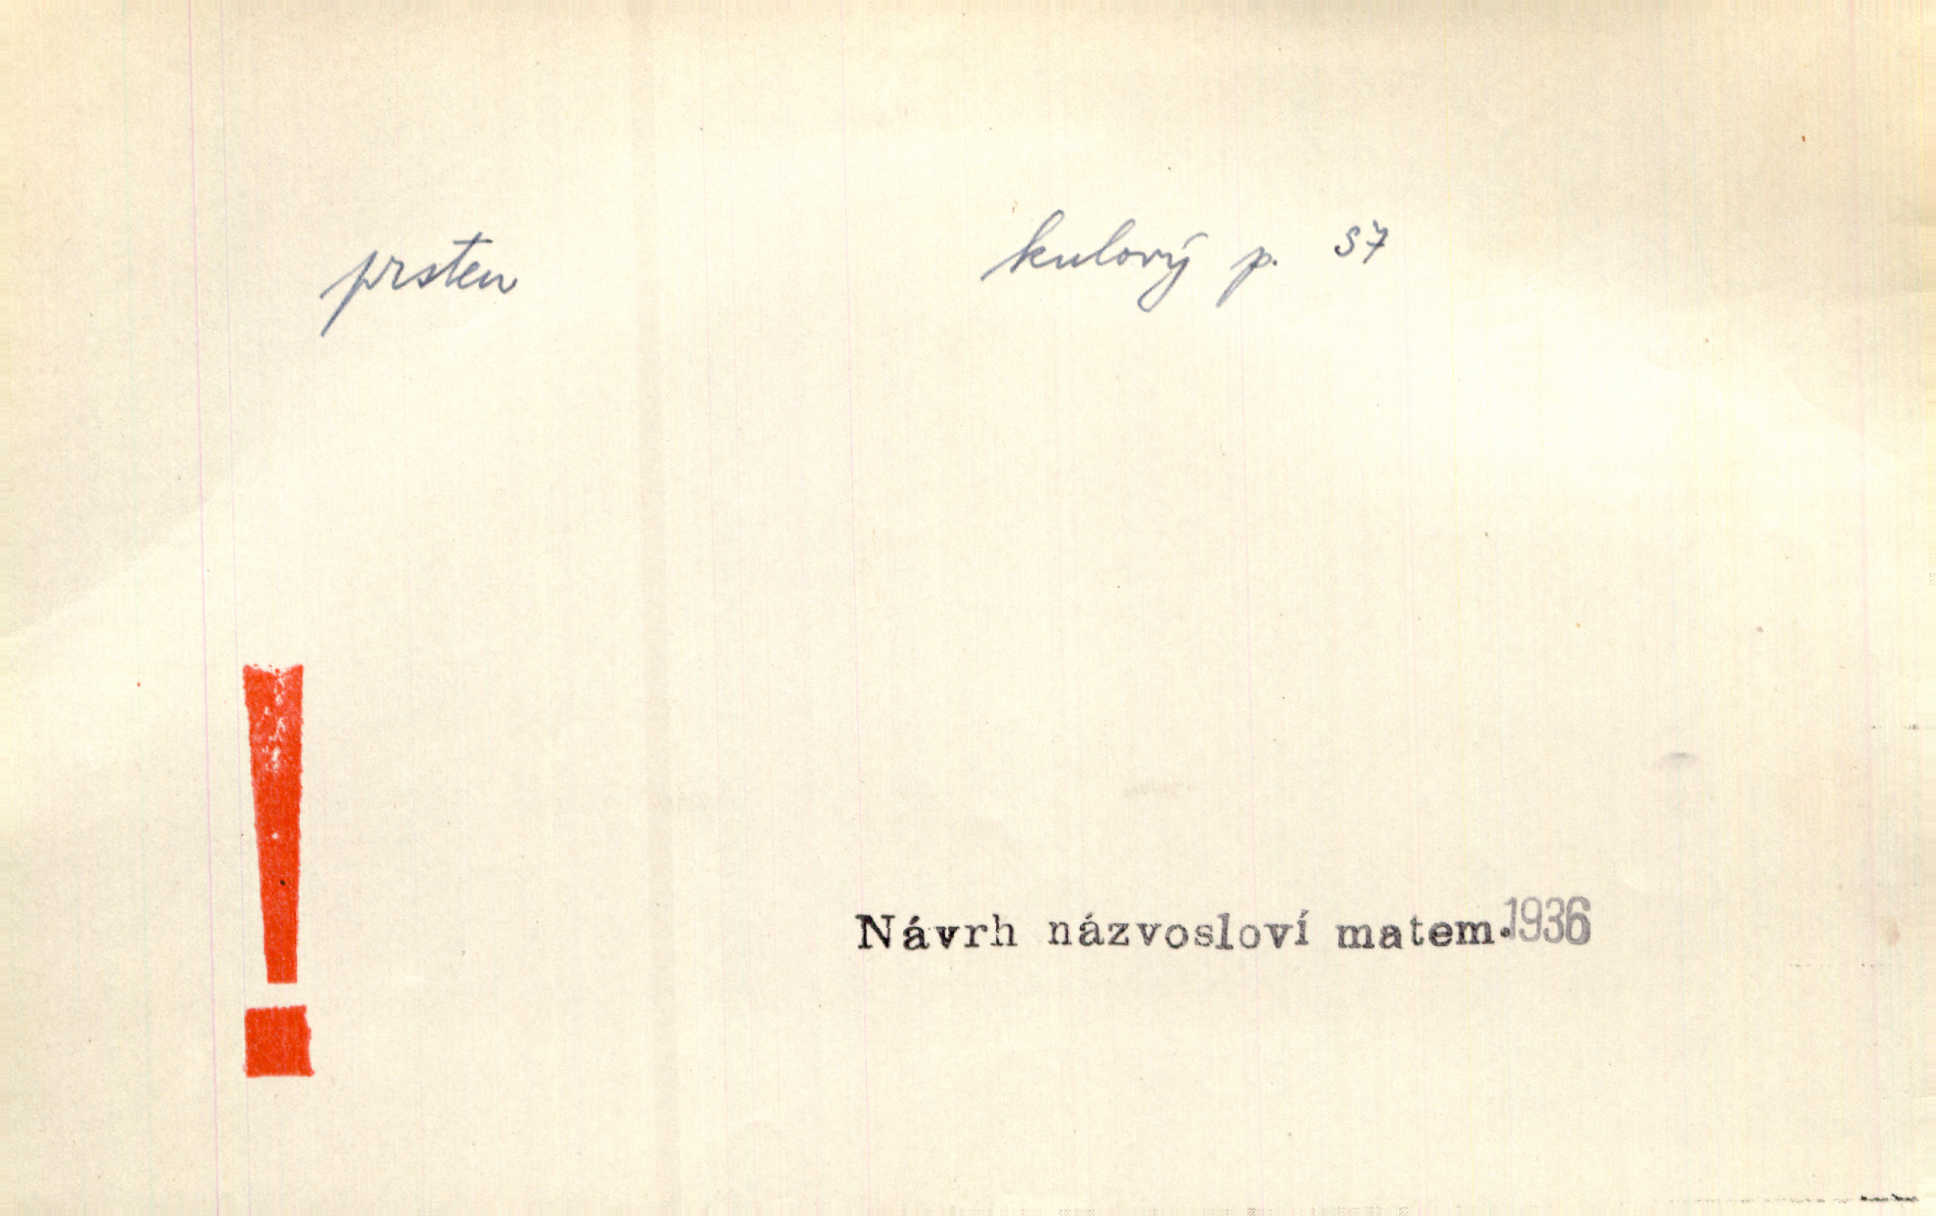 prsten
kulový p. 57
!
Návrh názvosloví matem. 1936